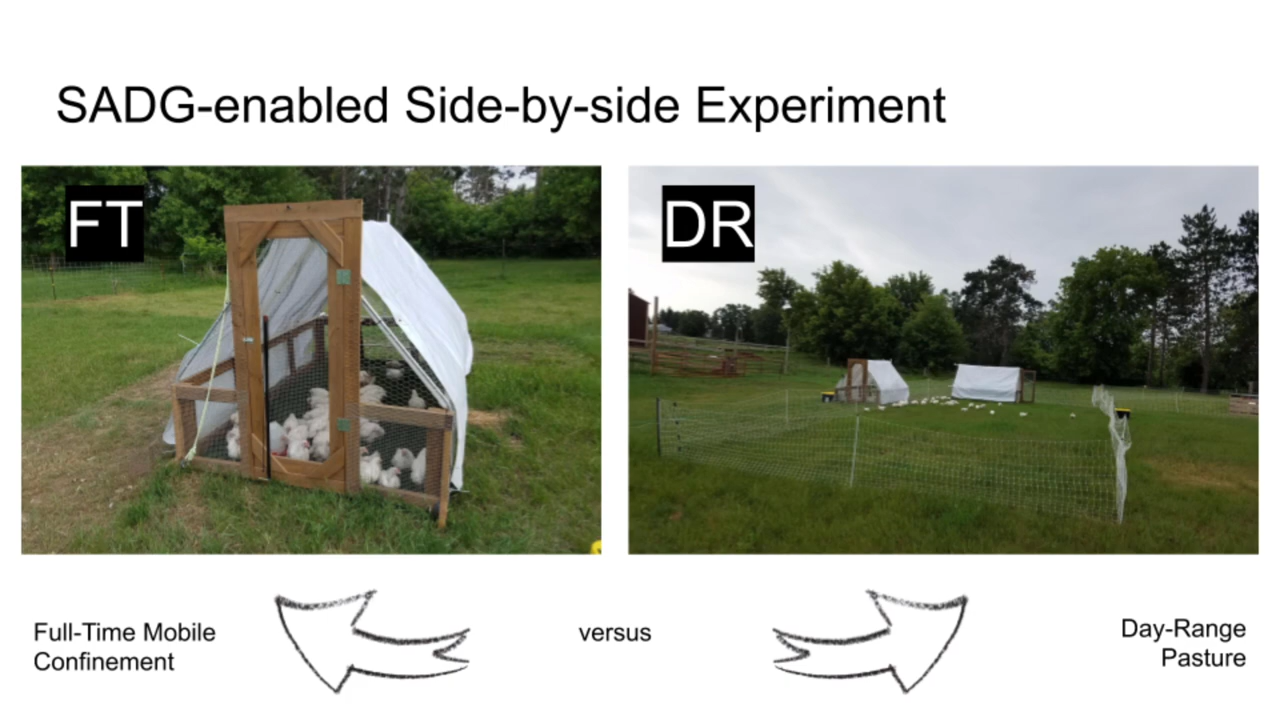 SADG-enabled Side-by-side Experiment
FT
DR
Full-Time Mobile
Confinement
versus
Day-Range
Pasture